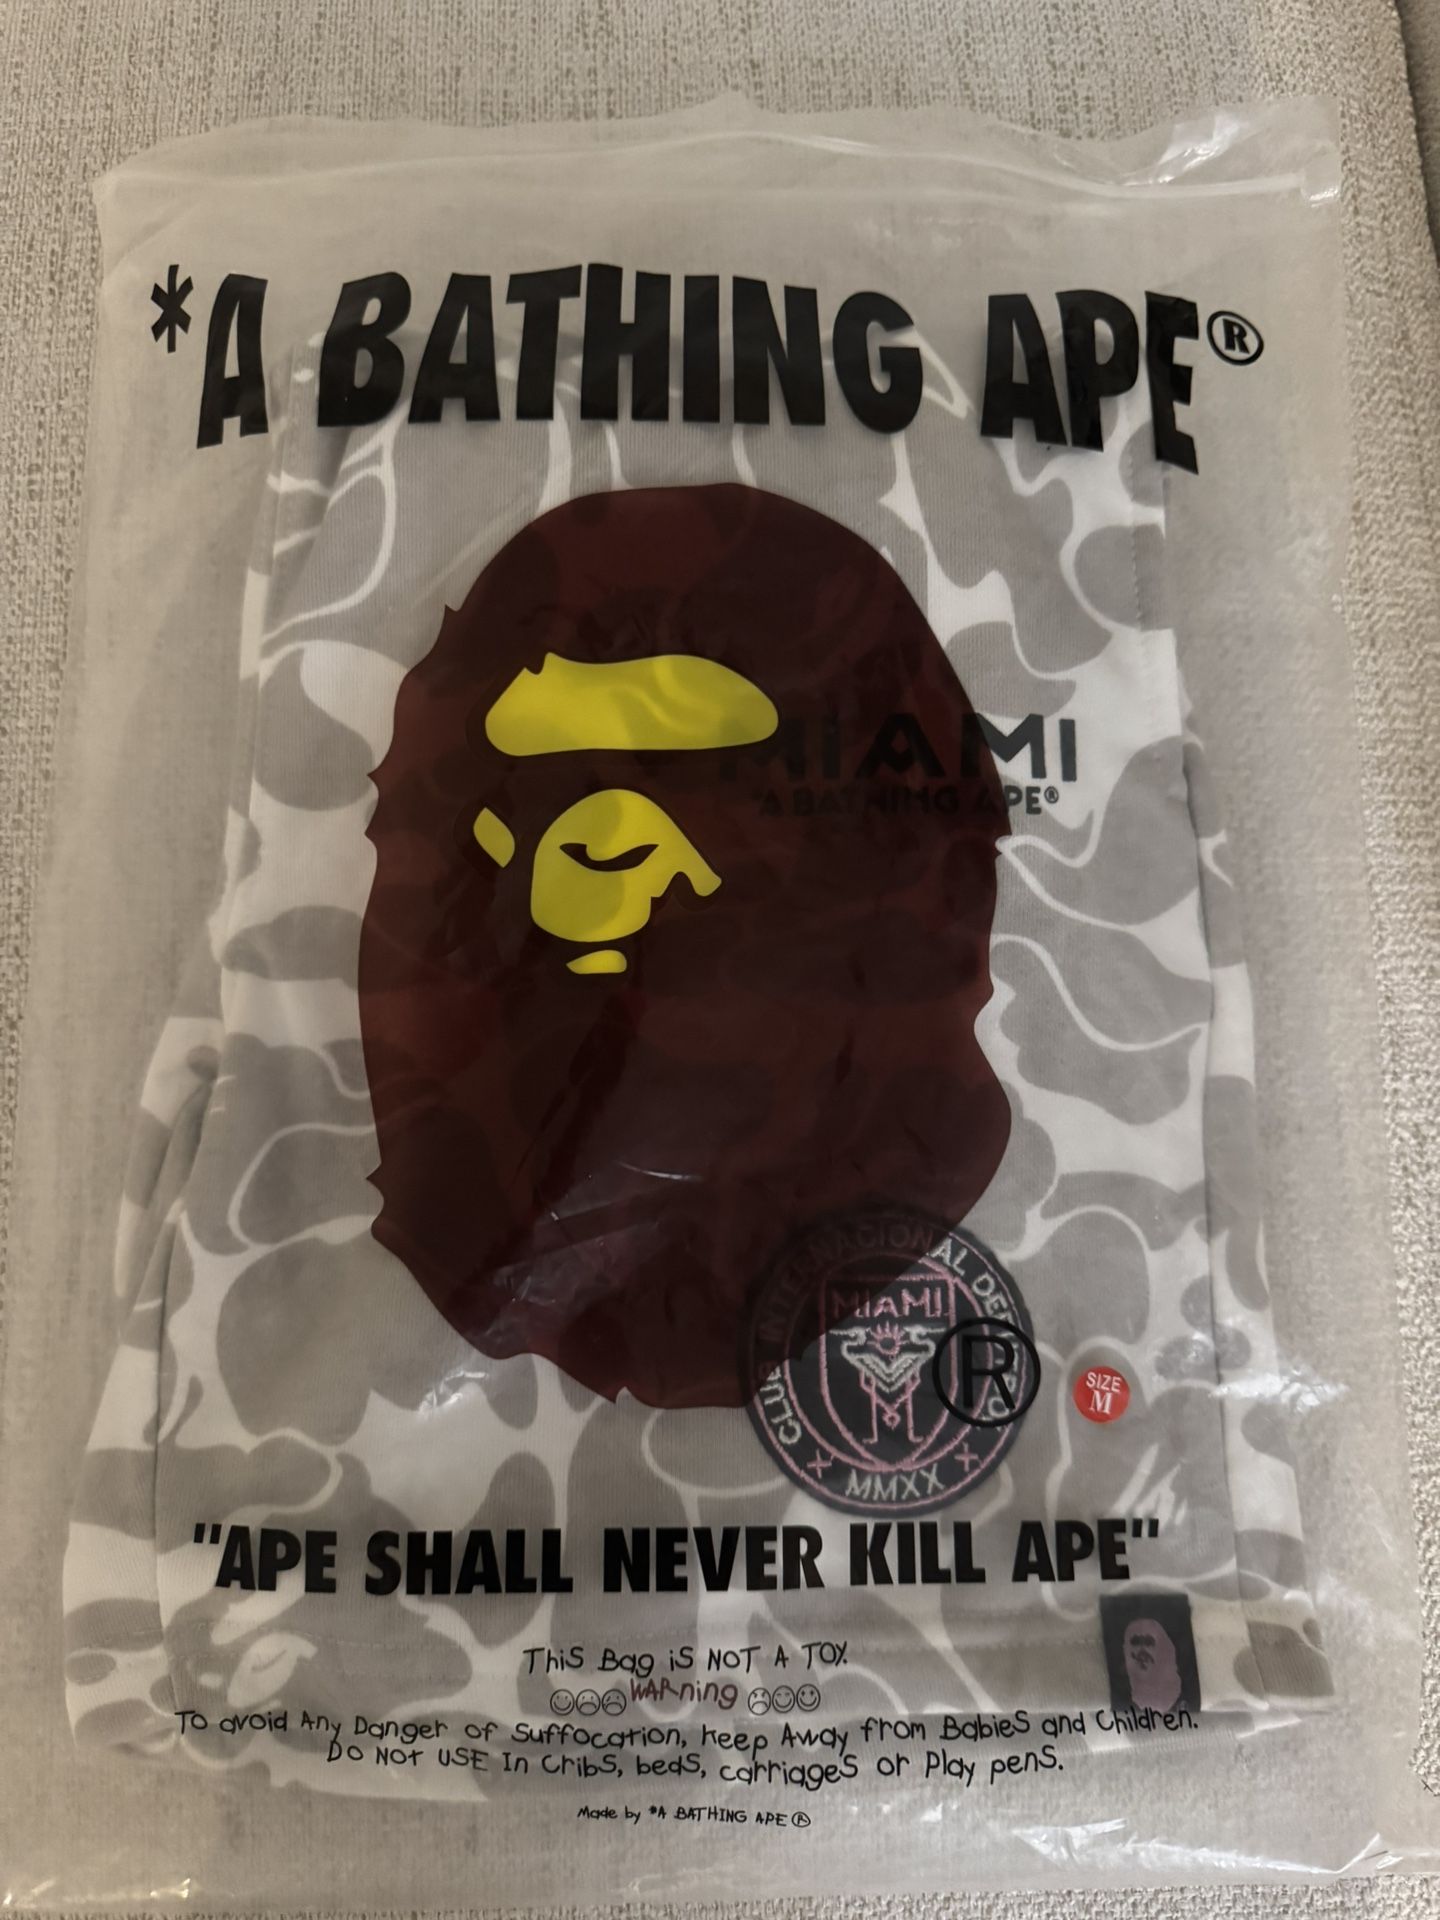 *A BATHING APE®
MIAMI
*A BATHING APE®
CLUB INTERNACIONAL DE
MIAMI
®
MMXX
SIZE
M
"APE SHALL NEVER KILL APE"
This Bag is NOT A TOY.
WARning
To avoid Any Danger of Suffocation, Keep Away from Babies and Children.
Do Not USE In Cribs, beds, carriages or Play pens.
Made by *A BATHING APE®